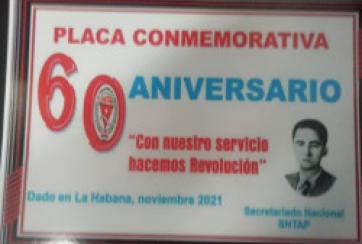 PLACA CONMEMORATIVA
60 ANIVERSARIO
"Con nuestro servicio
hacemos Revolución"
Dado en La Habana, noviembre 2021
Secretariado Nacional
SNTAP